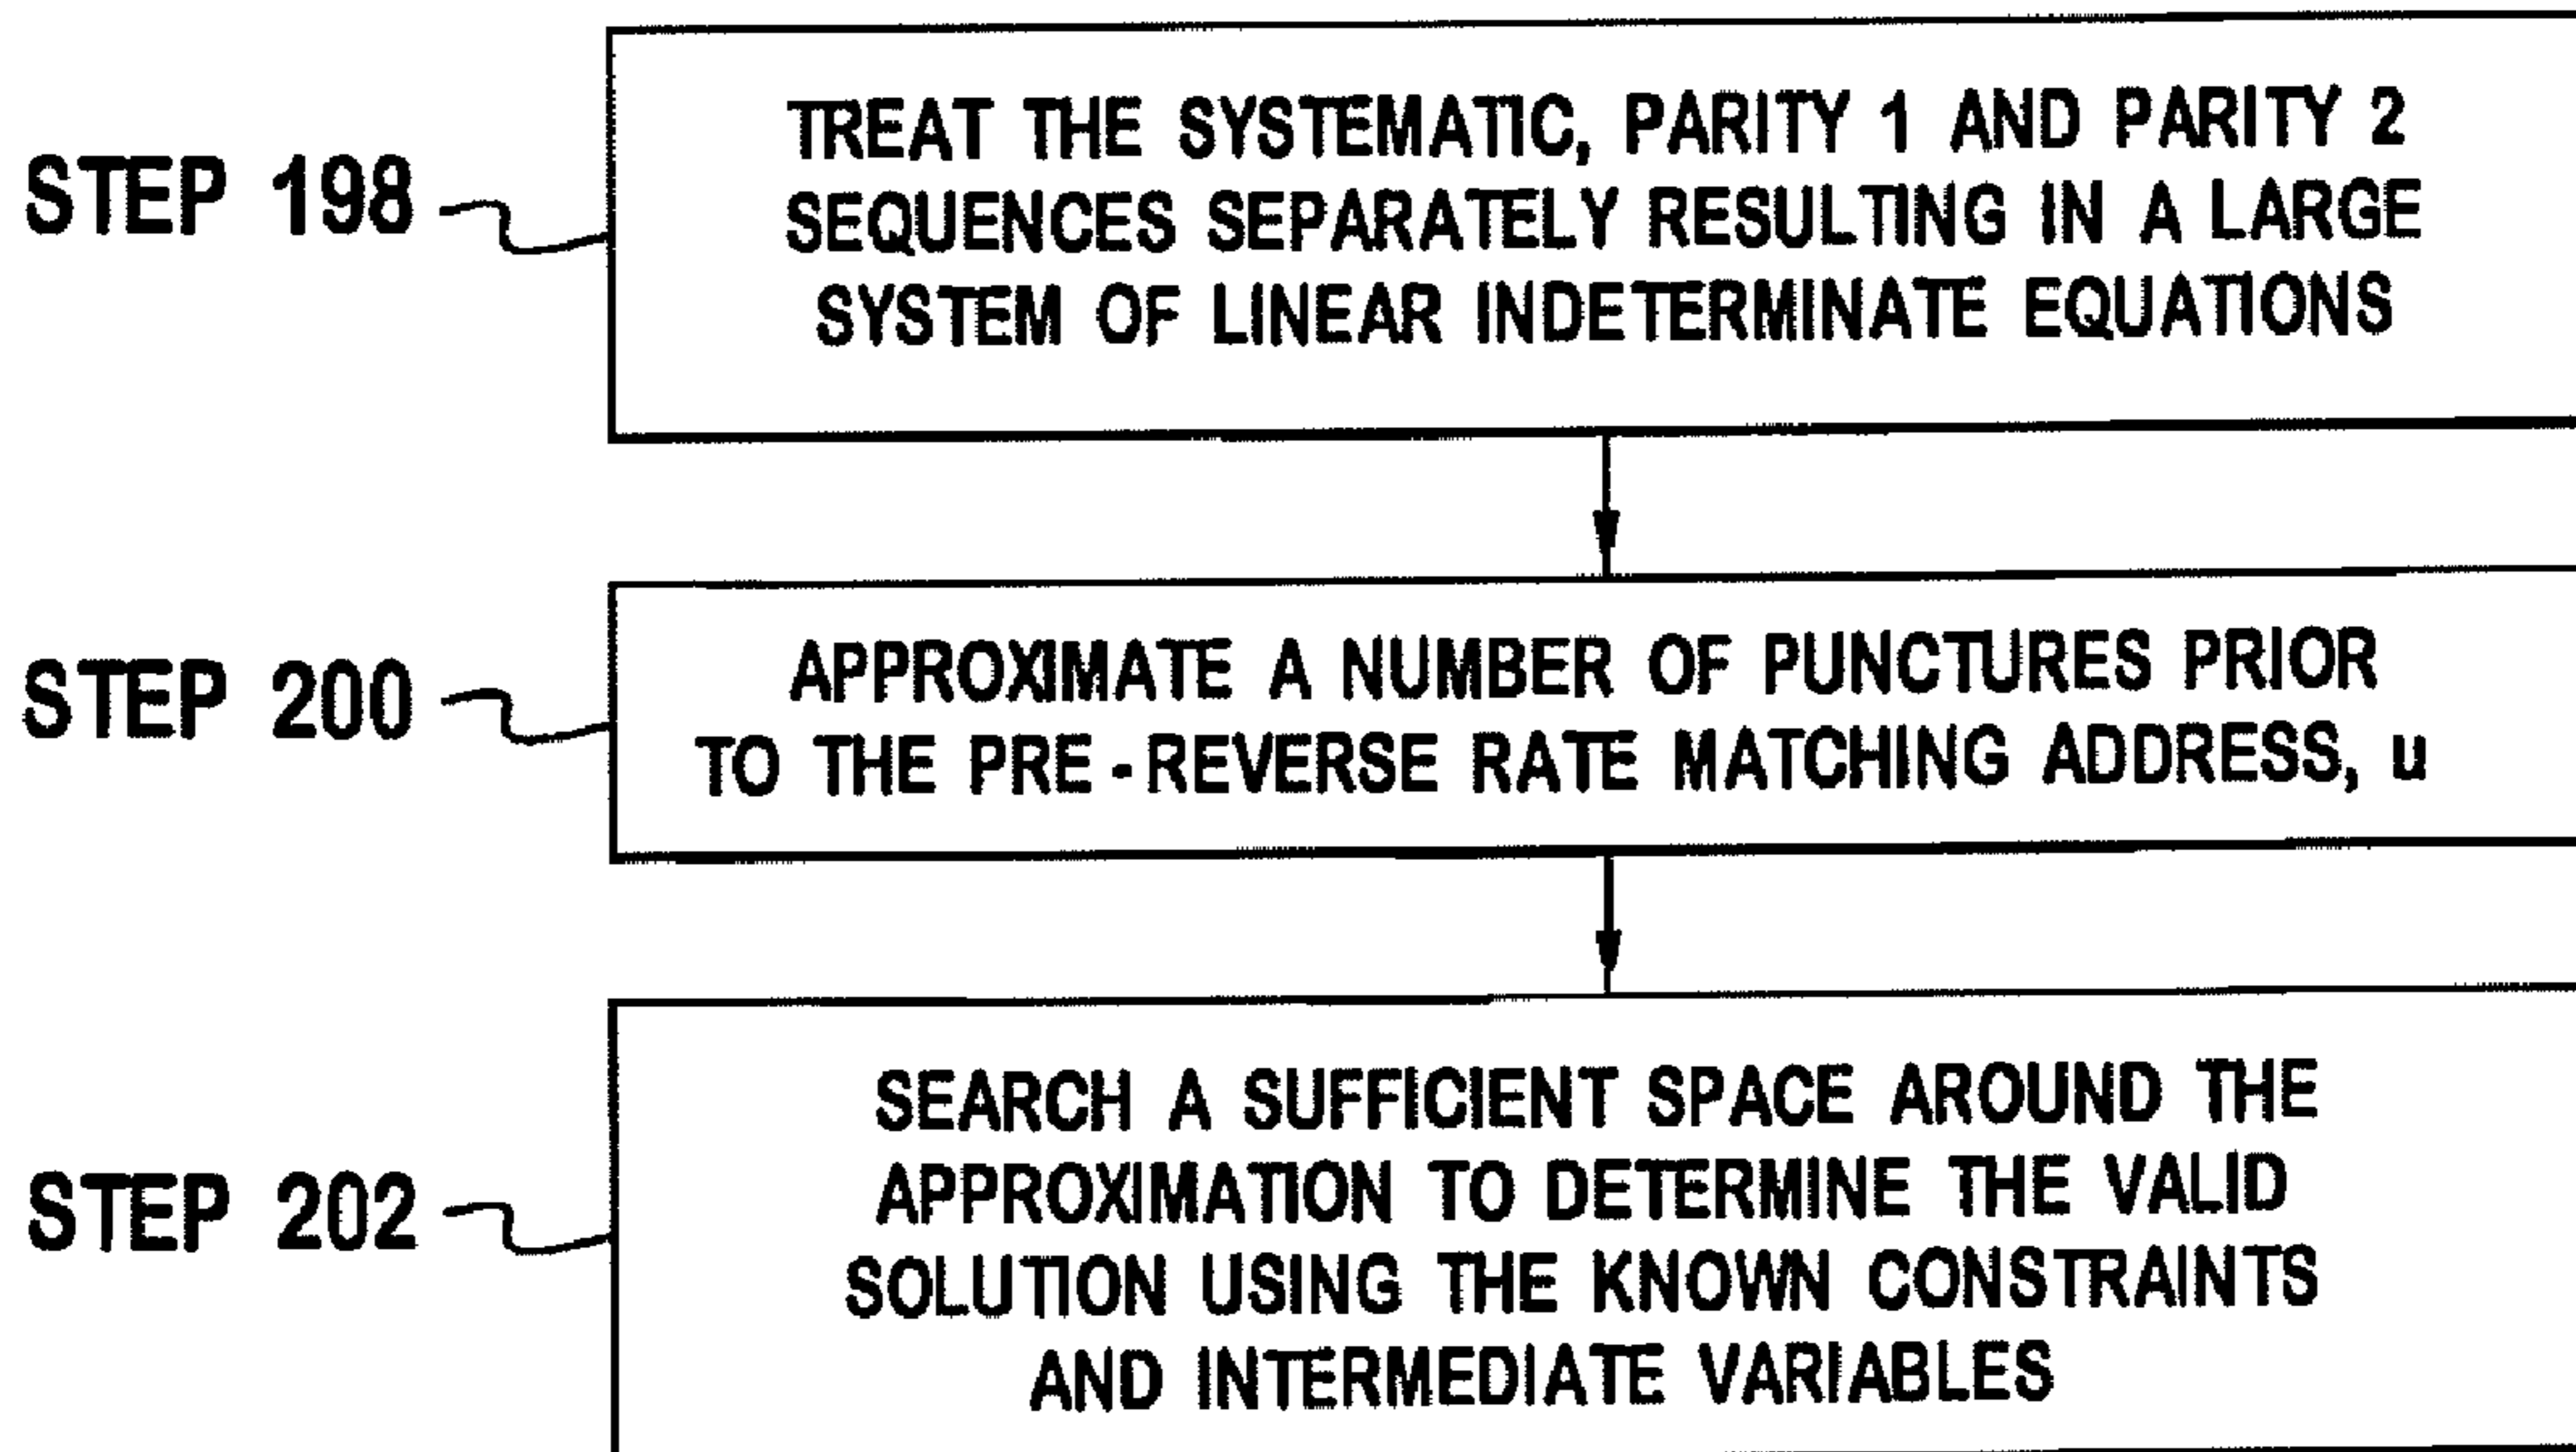 STEP 198
TREAT THE SYSTEMATIC, PARITY 1 AND PARITY 2
SEQUENCES SEPARATELY RESULTING IN A LARGE
SYSTEM OF LINEAR INDETERMINATE EQUATIONS
STEP 200
APPROXIMATE A NUMBER OF PUNCTURES PRIOR
TO THE PRE-REVERSE RATE MATCHING ADDRESS, u
STEP 202
SEARCH A SUFFICIENT SPACE AROUND THE
APPROXIMATION TO DETERMINE THE VALID
SOLUTION USING THE KNOWN CONSTRAINTS
AND INTERMEDIATE VARIABLES